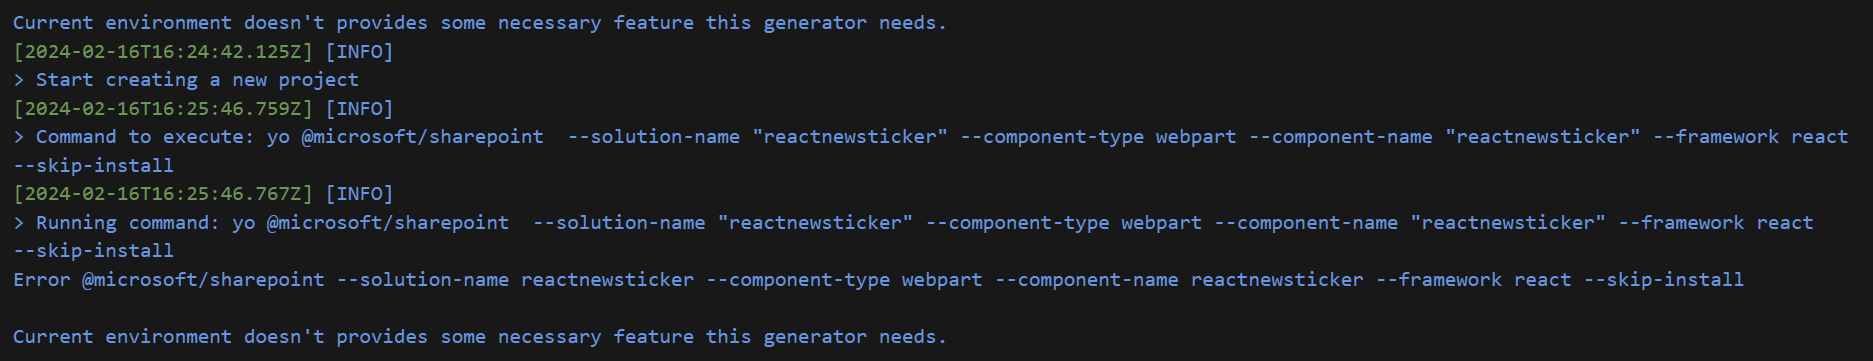 Current environment doesn't provides some necessary feature this generator needs.
[2024-02-16T16:24:42.125Z] [INFO]
> Start creating a new project
[2024-02-16T16:25:46.759Z] [INFO]
> Command to execute: yo @microsoft/sharepoint  --solution-name "reactnewsticker" --component-type webpart --component-name "reactnewsticker" --framework react
--skip-install
[2024-02-16T16:25:46.767Z] [INFO]
> Running command: yo @microsoft/sharepoint  --solution-name "reactnewsticker" --component-type webpart --component-name "reactnewsticker" --framework react
--skip-install
Error @microsoft/sharepoint --solution-name reactnewsticker --component-type webpart --component-name reactnewsticker --framework react --skip-install
Current environment doesn't provides some necessary feature this generator needs.